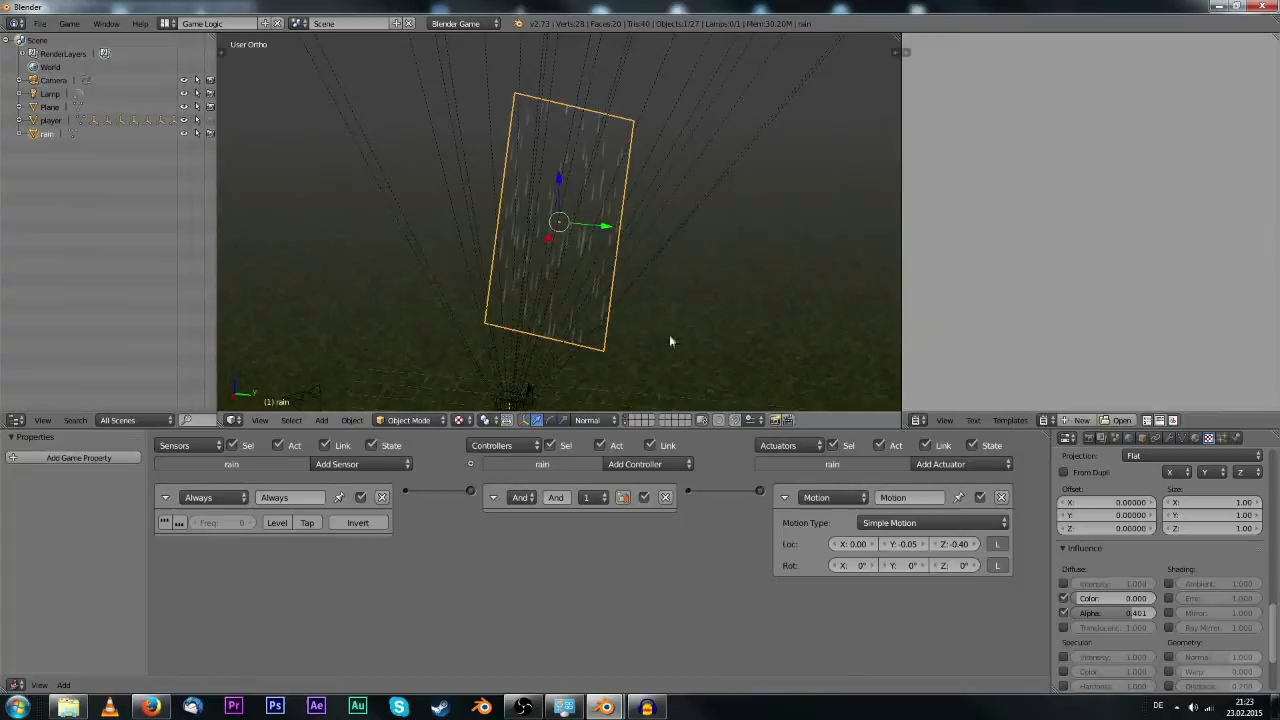 Blender
File Game Window Help Game Logic Scene Blender Game v2.73 | Verts:28 | Faces:20 | Tris:40 | Objects:1/27 | Lamps:0/1 | Mem:30.20M | rain
Scene
RenderLayers
World
Camera
Lamp
Plane
player
rain
User Ortho
(1) rain
View Search All Scenes
View Select Add Object Object Mode Normal
View Text Templates New Open
Properties
Add Game Property
Sensors Sel Act Link State
rain Add Sensor
Always Always
Freq: 0 Level Tap Invert
Controllers Sel Act Link
rain Add Controller
And And 1
Actuators Sel Act Link State
rain Add Actuator
Motion Motion
Motion Type: Simple Motion
Loc: X: 0.00 Y: -0.05 Z: -0.40 L
Rot: X: 0° Y: 0° Z: 0° L
Projection: Flat
From Dupli X Y Z
Offset: Size:
X: 0.00000 X: 1.00
Y: 0.00000 Y: 1.00
Z: 0.00000 Z: 1.00
Influence
Diffuse: Shading:
Intensity: 1.000 Ambient: 1.000
Color: 0.000 Emit: 1.000
Alpha: 0.401 Mirror: 1.000
Translucent: 1.000 Ray Mirror: 1.000
Specular: Geometry:
Intensity: 1.000 Normal: 1.000
Color: 1.000 Warp: 0.000
Hardness: 1.000 Displace: 0.200
View Add
Pr Ps Ae Au
DE
21:23
23.02.2015